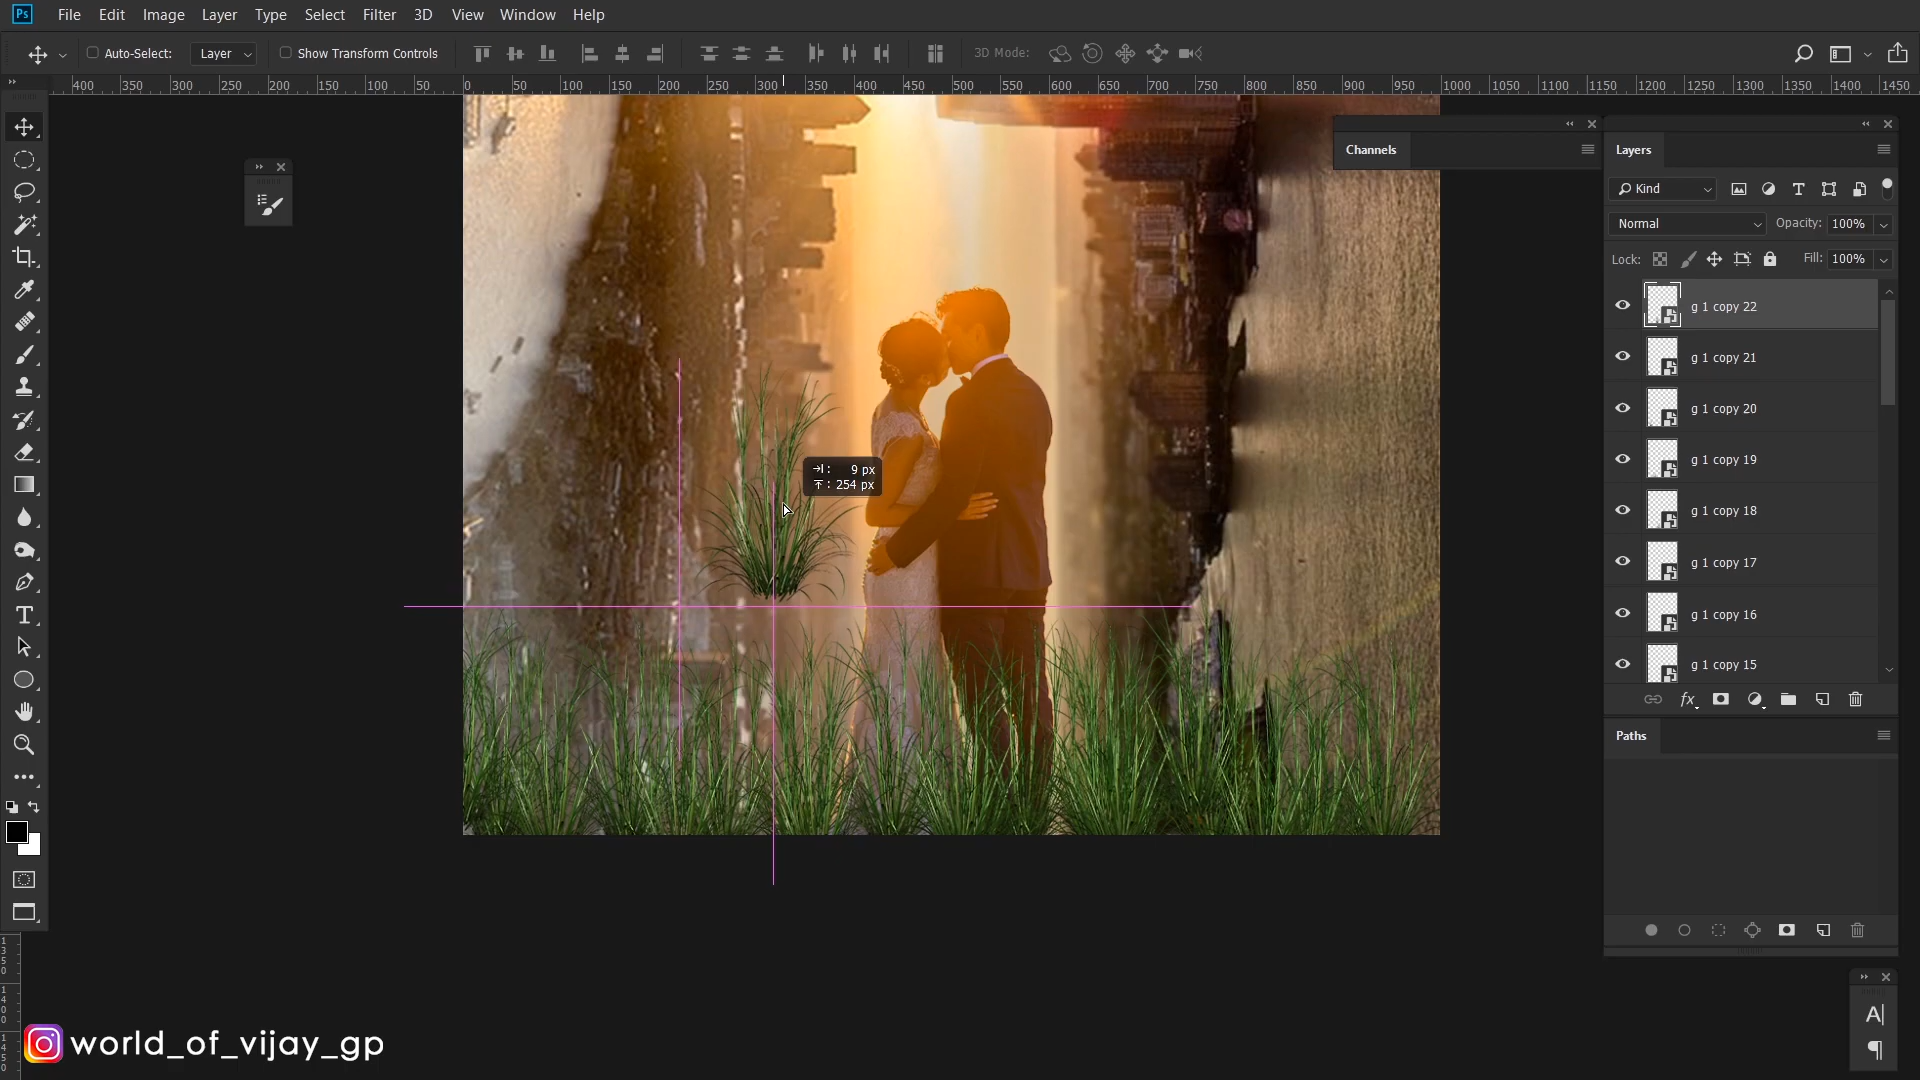 Ps File Edit Image Layer Type Select Filter 3D View Window Help
Auto-Select: Layer Show Transform Controls 3D Mode:
400 350 300 250 200 150 100 50 0 50 100 150 200 250 300 350 400 450 500 550 600 650 700 750 800 850 900 950 1000 1050 1100 1150 1200 1250 1300 1350 1400 1450
Channels
Layers
Kind
Normal Opacity: 100%
Lock: Fill: 100%
g 1 copy 22
g 1 copy 21
g 1 copy 20
g 1 copy 19
9 px
254 px
g 1 copy 18
g 1 copy 17
g 1 copy 16
g 1 copy 15
fx
Paths
1350
1400
1450
world_of_vijay_gp